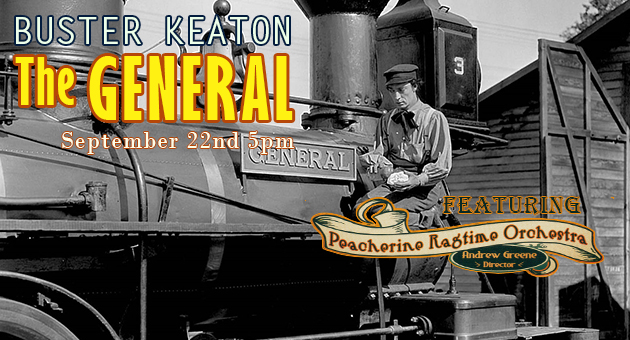 BUSTER KEATON
The GENERAL
September 22nd 5pm
GENERAL
3
FEATURING
Peacherine Ragtime Orchestra
Andrew Greene
Director